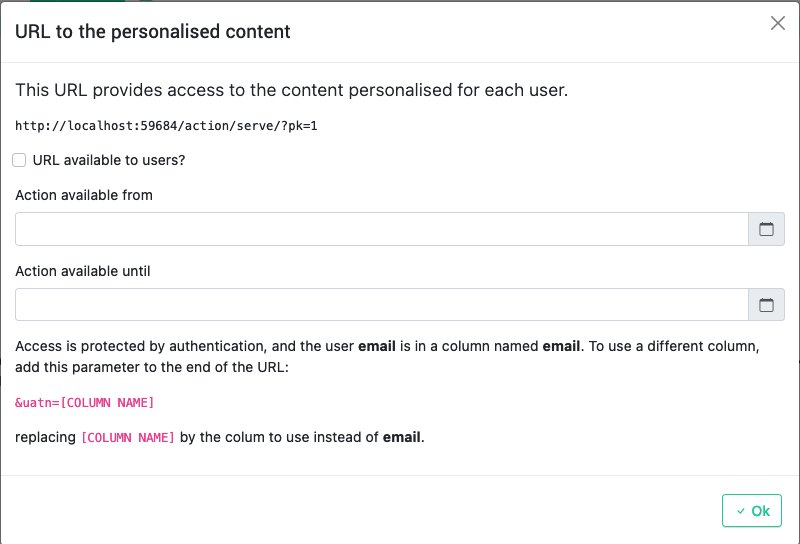 URL to the personalised content
This URL provides access to the content personalised for each user.
http://localhost:59684/action/serve/?pk=1
URL available to users?
Action available from
Action available until
Access is protected by authentication, and the user email is in a column named email. To use a different column,
add this parameter to the end of the URL:
&uatn=[COLUMN NAME]
replacing [COLUMN NAME] by the colum to use instead of email.
Ok